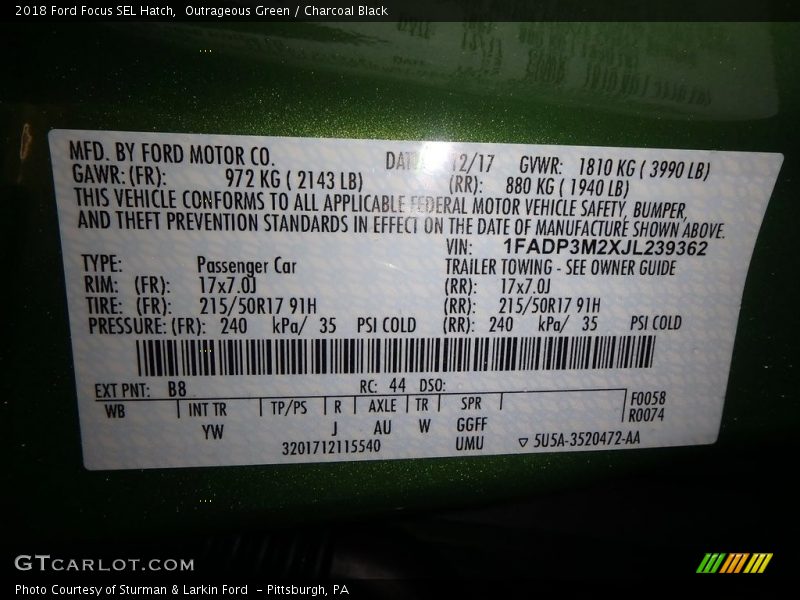 2018 Ford Focus SEL Hatch,  Outrageous Green / Charcoal Black
MFD. BY FORD MOTOR CO. DATE 12/17 GVWR: 1810 KG ( 3990 LB)
GAWR: (FR): 972 KG ( 2143 LB) (RR): 880 KG ( 1940 LB)
THIS VEHICLE CONFORMS TO ALL APPLICABLE FEDERAL MOTOR VEHICLE SAFETY, BUMPER,
AND THEFT PREVENTION STANDARDS IN EFFECT ON THE DATE OF MANUFACTURE SHOWN ABOVE.
VIN: 1FADP3M2XJL239362
TYPE: Passenger Car TRAILER TOWING - SEE OWNER GUIDE
RIM: (FR): 17x7.0J (RR): 17x7.0J
TIRE: (FR): 215/50R17 91H (RR): 215/50R17 91H
PRESSURE: (FR): 240 kPa/ 35 PSI COLD (RR): 240 kPa/ 35 PSI COLD
EXT PNT: B8 RC: 44 DSO:
WB INT TR TP/PS R AXLE TR SPR F0058
R0074
YW J AU W GGFF
3201712115540 UMU ▽ 5U5A-3520472-AA
GTCARLOT.COM
Photo Courtesy of Sturman & Larkin Ford  - Pittsburgh, PA